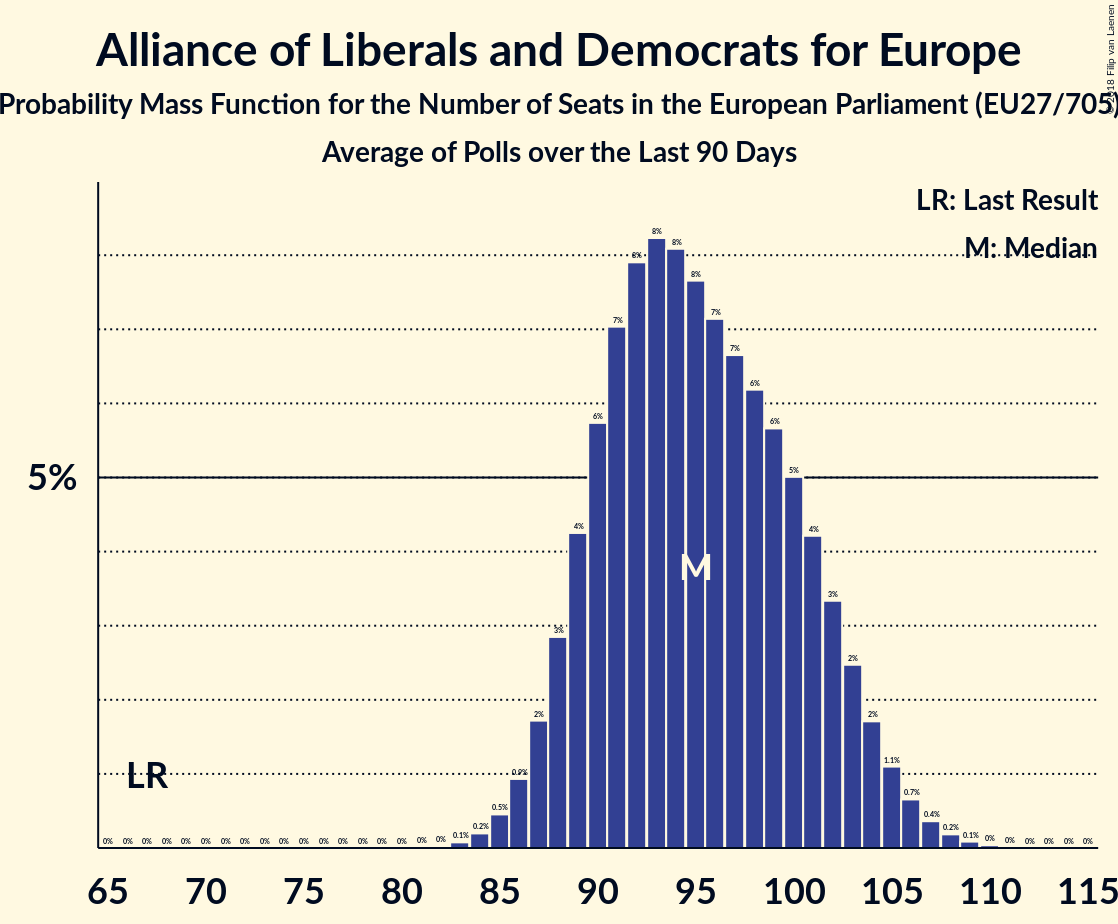 Alliance of Liberals and Democrats for Europe
Probability Mass Function for the Number of Seats in the European Parliament (EU27/705)
Average of Polls over the Last 90 Days
© 2018 Filip van Laenen
LR: Last Result
M: Median
5%
0% 0% 0% 0% 0% 0% 0% 0% 0% 0% 0% 0% 0% 0% 0% 0% 0% 0% 0.1% 0.2% 0.5% 0.9% 2% 3% 4% 6% 7% 8% 8% 8% 8% 7% 7% 6% 6% 5% 4% 3% 2% 2% 1.1% 0.7% 0.4% 0.2% 0.1% 0% 0% 0% 0% 0% 0%
M
LR
65 70 75 80 85 90 95 100 105 110 115